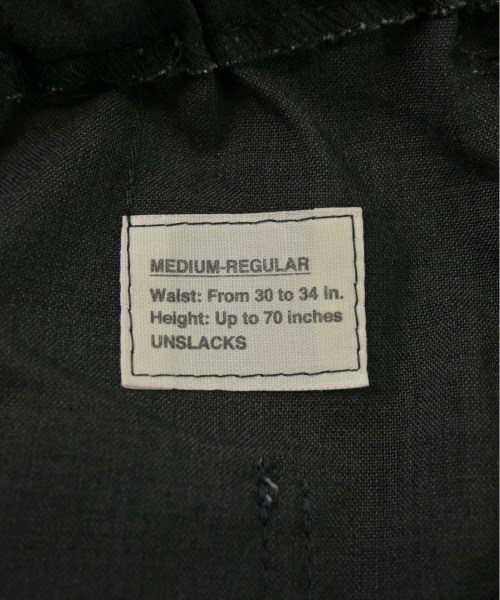 MEDIUM-REGULAR
Waist: From 30 to 34 in.
Height: Up to 70 inches
UNSLACKS